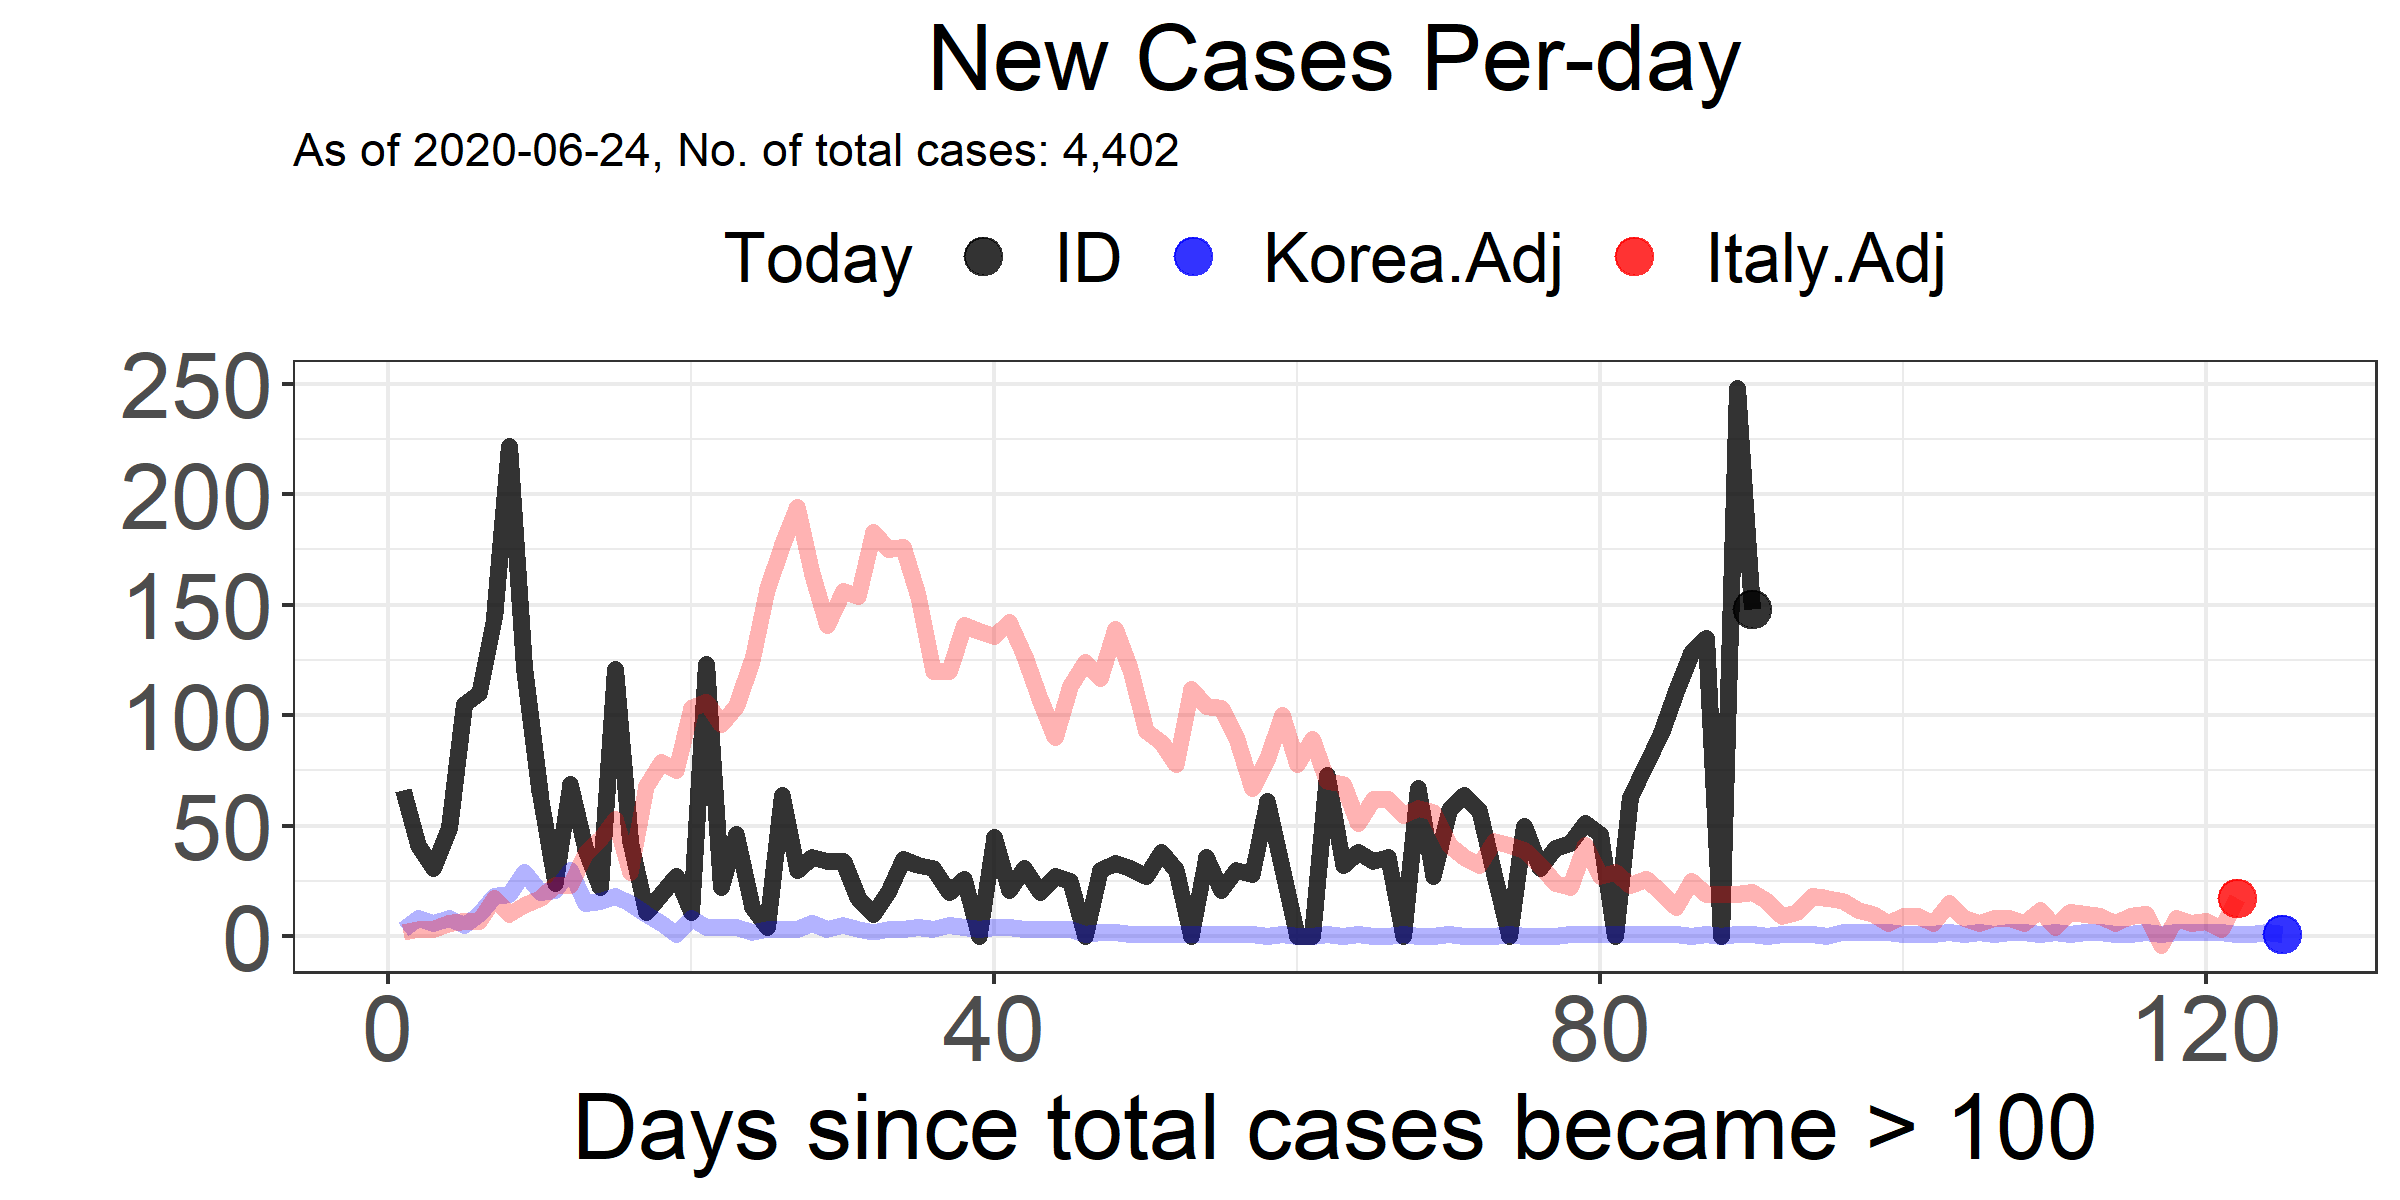 New Cases Per-day
As of 2020-06-24, No. of total cases: 4,402
Today ID Korea.Adj Italy.Adj
250
200
150
100
50
0
0 40 80 120
Days since total cases became > 100